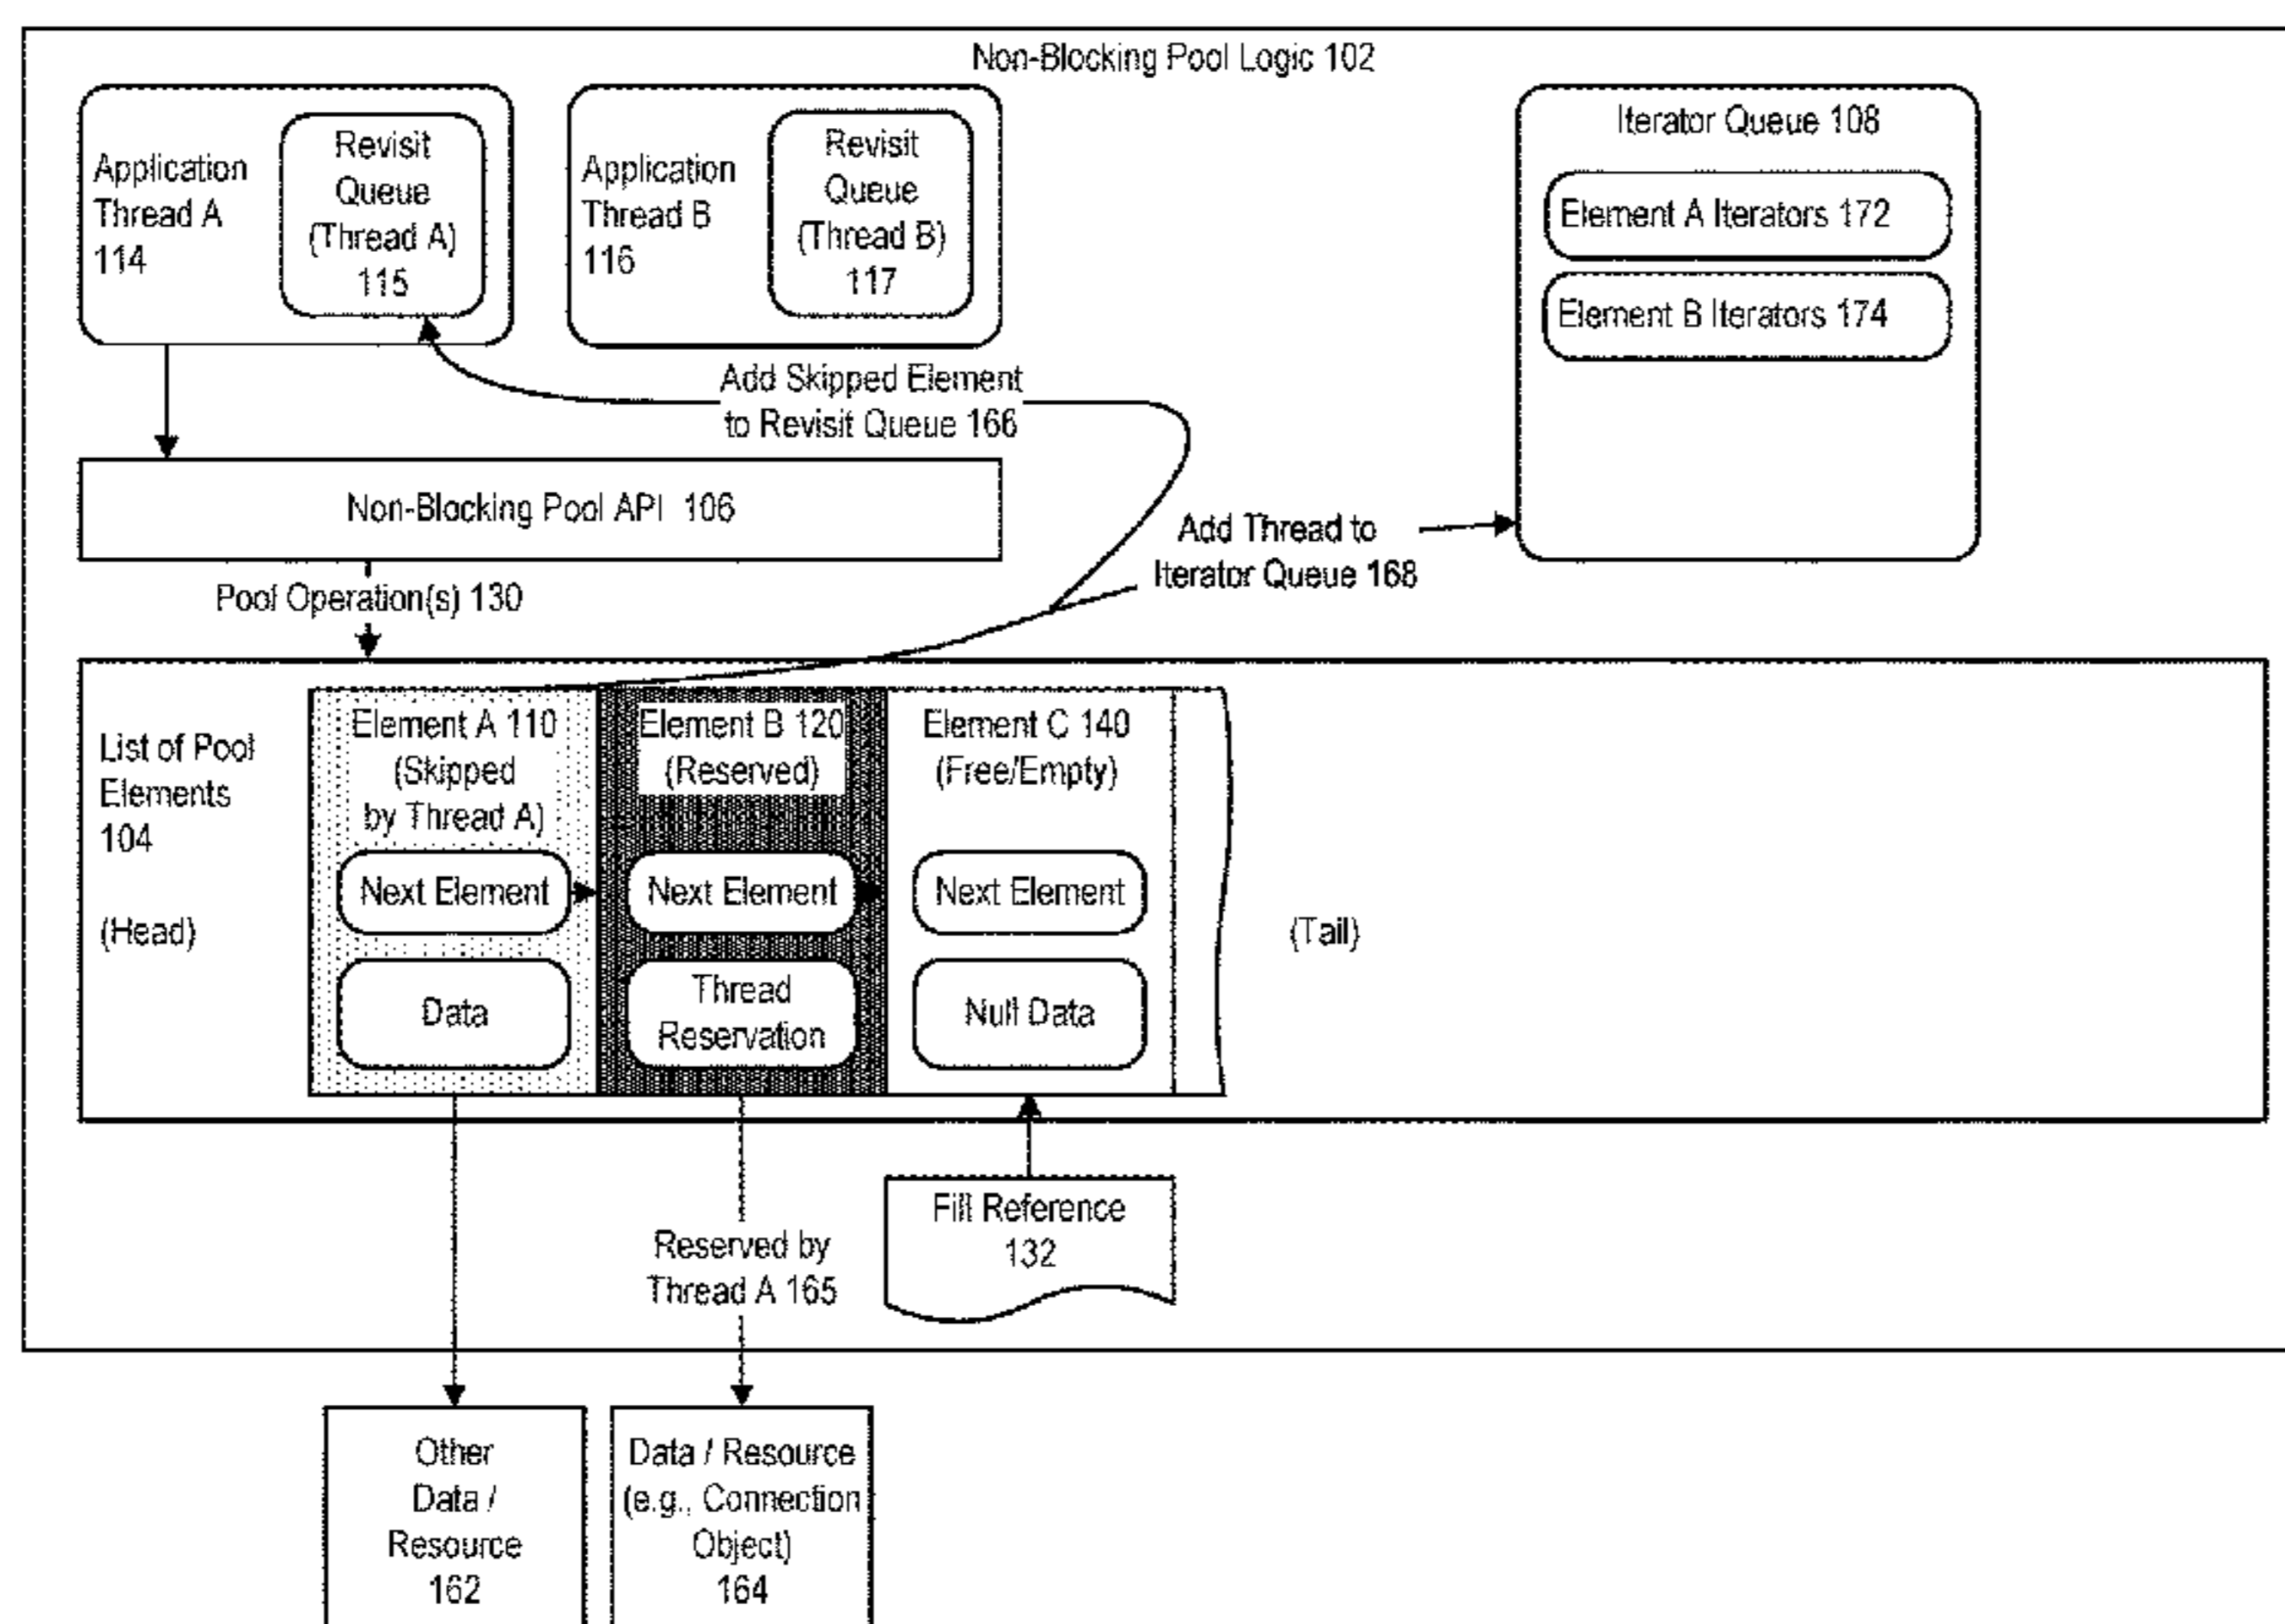 Non-Blocking Pool Logic 102
Application
Thread A
114
Revisit
Queue
(Thread A)
115
Application
Thread B
116
Revisit
Queue
(Thread B)
117
Iterator Queue 108
Element A Iterators 172
Element B Iterators 174
Add Skipped Element
to Revisit Queue 166
Non-Blocking Pool API 106
Add Thread to
Iterator Queue 168
Pool Operation(s) 130
List of Pool
Elements
104
(Head)
Element A 110
(Skipped
by Thread A)
Next Element
Data
Element B 120
(Reserved)
Next Element
Thread
Reservation
Element C 140
(Free/Empty)
Next Element
Null Data
(Tail)
Reserved by
Thread A 165
Fill Reference
132
Other
Data /
Resource
162
Data / Resource
(e.g., Connection
Object)
164